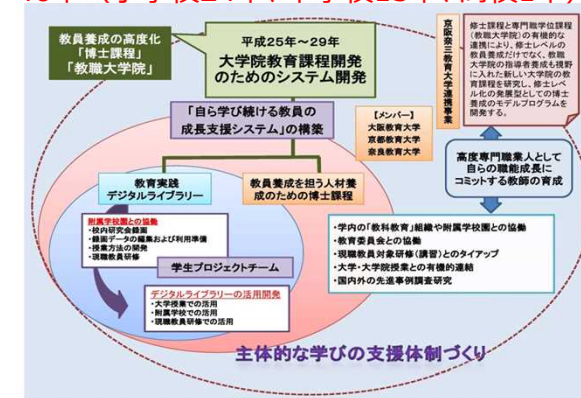 教員養成の高度化
「博士課程」
「教職大学院」
平成25年～29年
大学院教育課程開発
のためのシステム開発
京阪奈三教育大学連携事業
修士課程と専門職学位課程
（教職大学院）の有機的な
連携により、修士レベルの
教員養成だけでなく、教職
大学院の指導者養成も視野
に入れた新しい大学院の教
育課程を研究し、修士レベ
ル化の発展型としての博士
養成のモデルプログラムを
開発する。
「自ら学び続ける教員の
成長支援システム」の構築
【メンバー】
大阪教育大学
京都教育大学
奈良教育大学
高度専門職業人として
自らの職能成長に
コミットする教師の育成
教育実践
デジタルライブラリー
教員養成を担う人材養
成のための博士課程
附属学校園との協働
・校内研究会録画
・録画データの編集および利用準備
・授業方法の開発
・現職教員研修
学生プロジェクトチーム
・学内の「教科教育」組織や附属学校園との協働
・教育委員会との協働
・現職教員対象研修（講習）とのタイアップ
・大学・大学院授業との有機的連結
・国内外の先進事例調査研究
デジタルライブラリーの活用開発
・大学授業での活用
・附属学校での活用
・現職教員研修での活用
主体的な学びの支援体制づくり